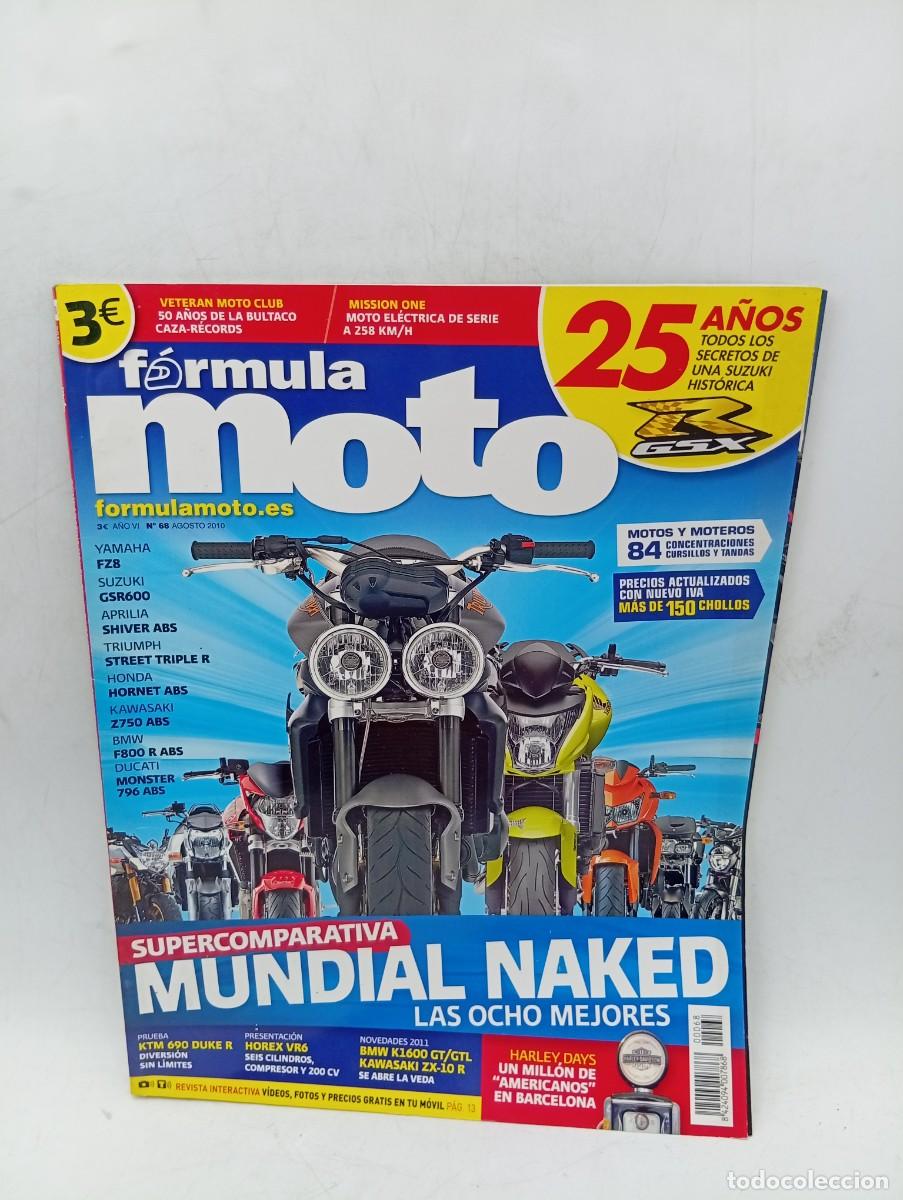 3€
VETERAN MOTO CLUB
50 AÑOS DE LA BULTACO
CAZA-RÉCORDS
MISSION ONE
MOTO ELÉCTRICA DE SERIE
A 258 KM/H
25 AÑOS
TODOS LOS
SECRETOS DE
UNA SUZUKI
HISTÓRICA
R
GSX
fórmula
moto
formulamoto.es
3€ AÑO VI Nº 68 AGOSTO 2010
YAMAHA
FZ8
SUZUKI
GSR600
APRILIA
SHIVER ABS
TRIUMPH
STREET TRIPLE R
HONDA
HORNET ABS
KAWASAKI
Z750 ABS
BMW
F800 R ABS
DUCATI
MONSTER
796 ABS
MOTOS Y MOTEROS
84 CONCENTRACIONES
CURSILLOS Y TANDAS
PRECIOS ACTUALIZADOS
CON NUEVO IVA
MÁS DE 150 CHOLLOS
SUPERCOMPARATIVA
MUNDIAL NAKED
LAS OCHO MEJORES
PRUEBA
KTM 690 DUKE R
DIVERSIÓN
SIN LÍMITES
PRESENTACIÓN
HOREX VR6
SEIS CILINDROS,
COMPRESOR Y 200 CV
NOVEDADES 2011
BMW K1600 GT/GTL
KAWASAKI ZX-10 R
SE ABRE LA VEDA
HARLEY DAYS
UN MILLÓN DE
"AMERICANOS"
EN BARCELONA
HARLEY-DAVIDSON
00068
8424094007868
REVISTA INTERACTIVA VÍDEOS, FOTOS Y PRECIOS GRATIS EN TU MÓVIL PÁG. 13
todocoleccion